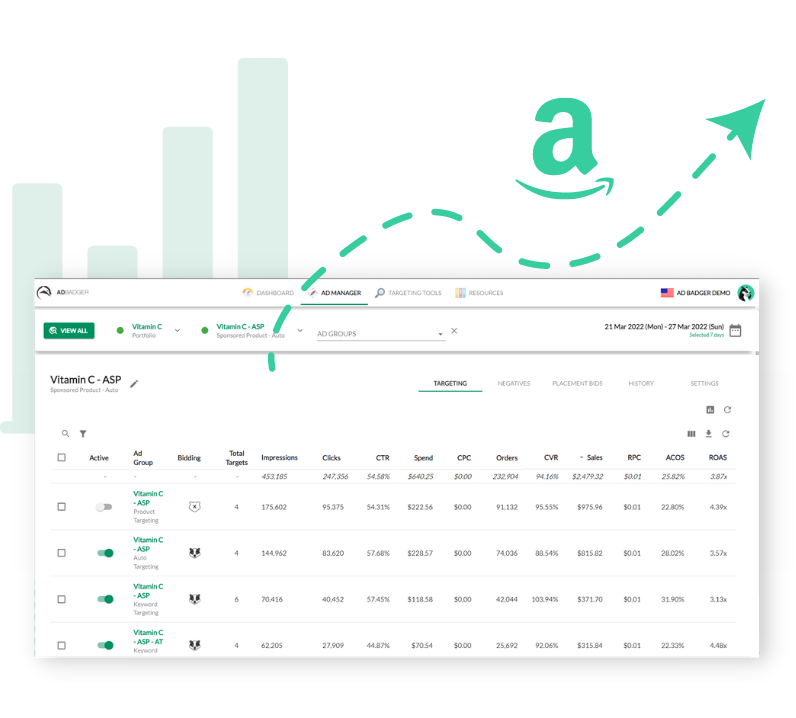 a
ADBADGER DASHBOARD AD MANAGER TARGETING TOOLS RESOURCES AD BADGER DEMO
VIEW ALL Vitamin C Vitamin C - ASP 21 Mar 2022 (Mon) - 27 Mar 2022 (Sun)
Portfolio Sponsored Product - Auto AD GROUPS Selected 7 days
Vitamin C - ASP
Sponsored Product - Auto
TARGETING NEGATIVES PLACEMENT BIDS HISTORY SETTINGS
Active Ad Group Bidding Total Targets Impressions Clicks CTR Spend CPC Orders CVR Sales RPC ACOS ROAS
- - - - 453,185 247,356 54.58% $640.25 $0.00 232,904 94.16% $2,479.32 $0.01 25.82% 3.87x
Vitamin C
- ASP
Product
Targeting
x 4 175,602 95,375 54.31% $222.56 $0.00 91,132 95.55% $975.96 $0.01 22.80% 4.39x
Vitamin C
- ASP
Auto
Targeting
4 144,962 83,620 57.68% $228.57 $0.00 74,036 88.54% $815.82 $0.01 28.02% 3.57x
Vitamin C
- ASP
Keyword
Targeting
6 70,416 40,452 57.45% $118.58 $0.00 42,044 103.94% $371.70 $0.01 31.90% 3.13x
Vitamin C
- ASP - AT
Keyword
4 62,205 27,909 44.87% $70.54 $0.00 25,692 92.06% $315.84 $0.01 22.33% 4.48x